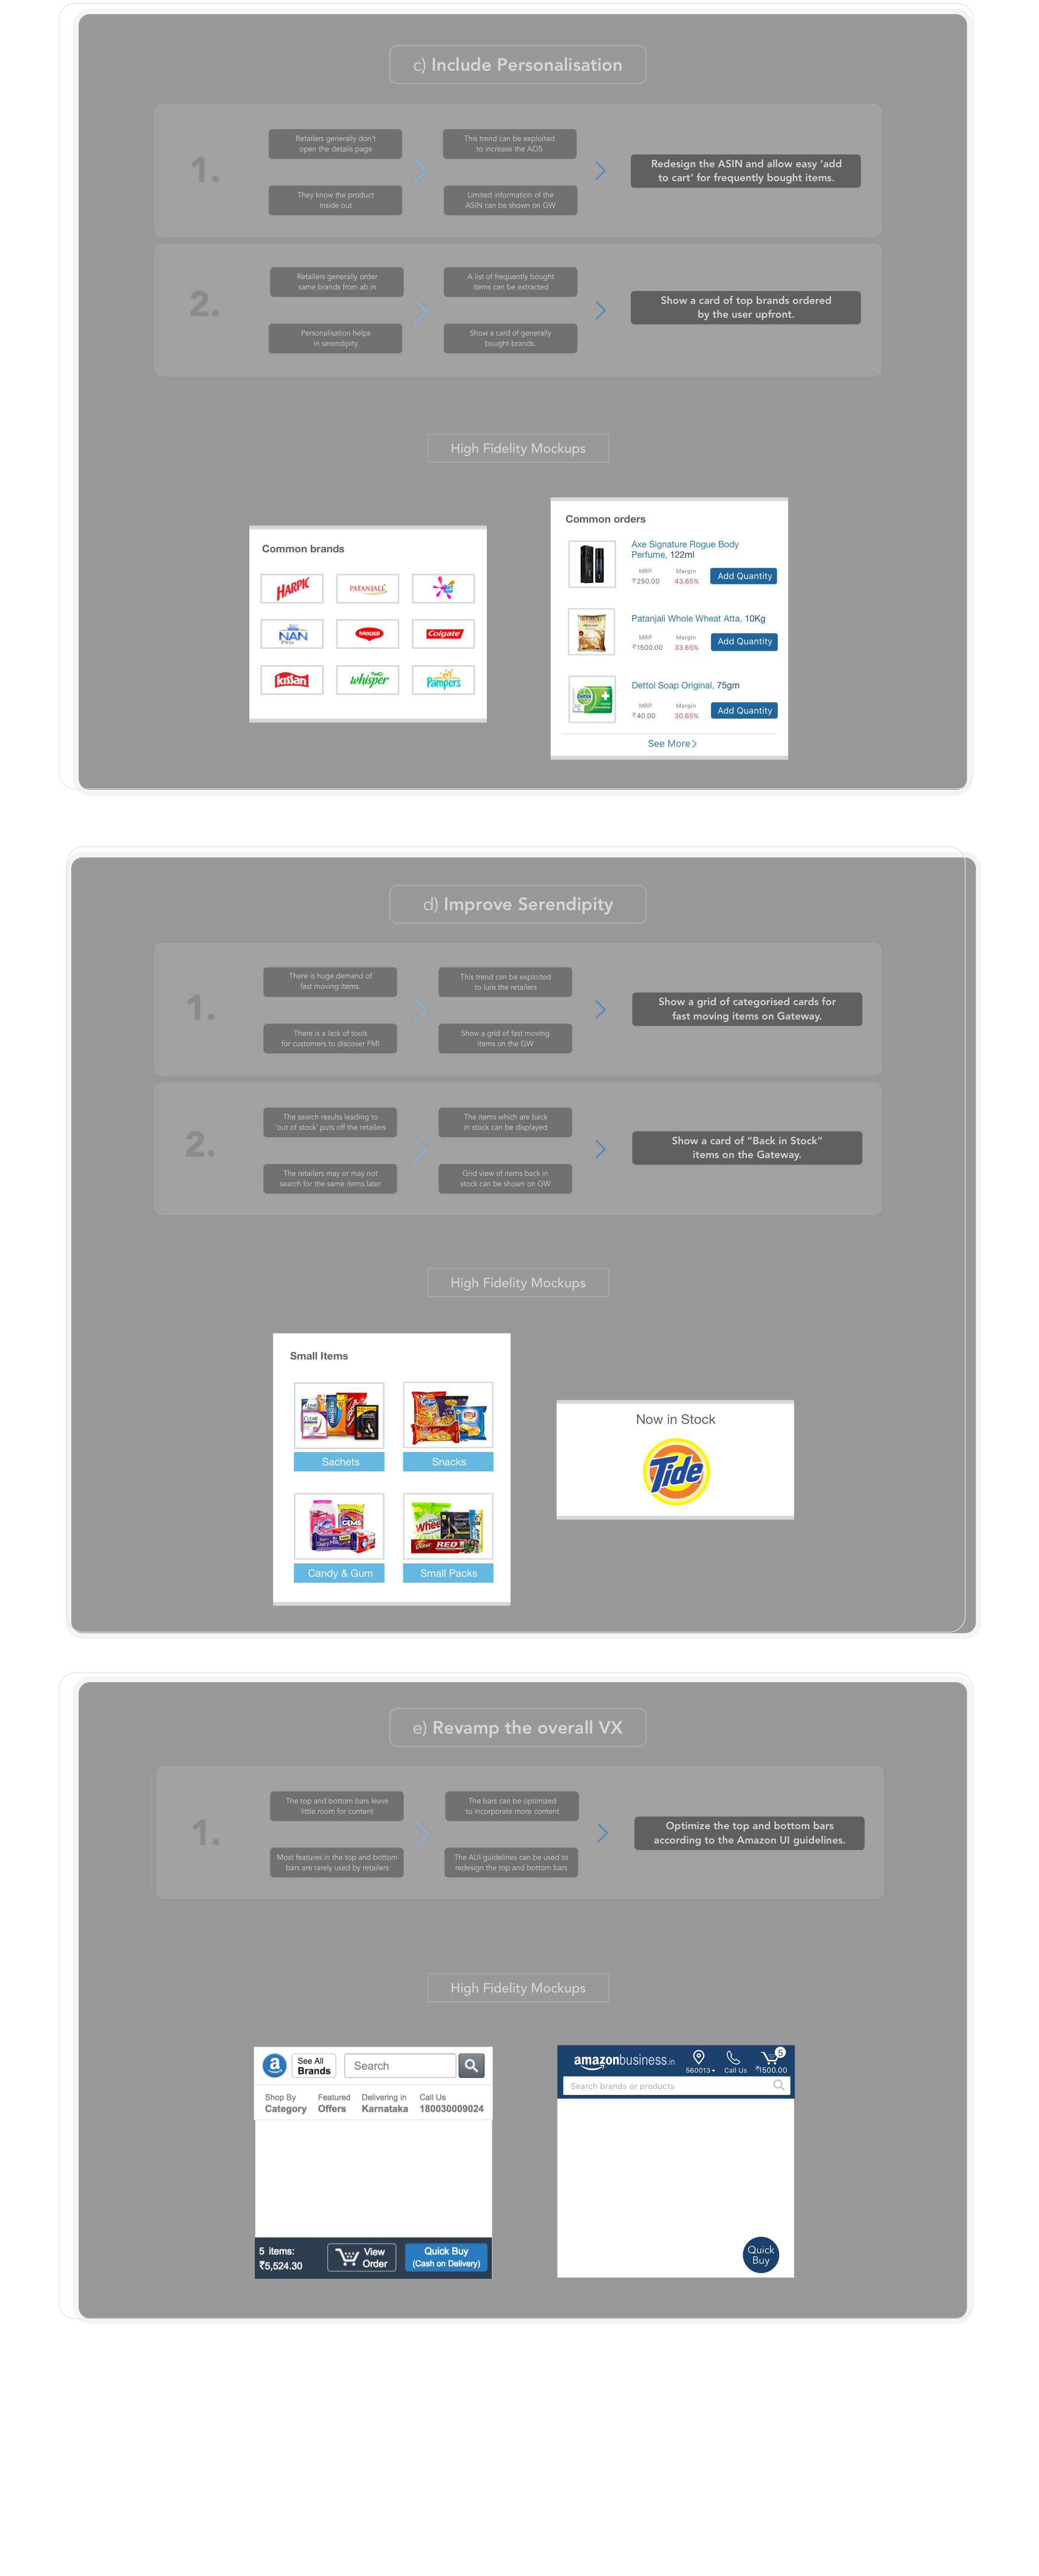 c) Include Personalisation
1.
Retailers generally don't
open the details page
They know the product
inside out
This trend can be exploited
to increase the AOS
Limited information of the
ASIN can be shown on GW
Redesign the ASIN and allow easy ‘add
to cart’ for frequently bought items.
2.
Retailers generally order
same brands from ab.in
Personalisation helps
in serendipity
A list of frequently bought
items can be extracted
Show a card of generally
bought brands.
Show a card of top brands ordered
by the user upfront.
High Fidelity Mockups
Common brands
HARPIC
PATANJALI
NAN
PRO
Maggi
Colgate
kissan
whisper
Pampers
Common orders
Axe Signature Rogue Body
Perfume, 122ml
MRP Margin
₹250.00 43.65% Add Quantity
Patanjali Whole Wheat Atta, 10Kg
MRP Margin
₹1500.00 33.65% Add Quantity
Dettol
Dettol Soap Original, 75gm
MRP Margin
₹40.00 30.65% Add Quantity
See More
d) Improve Serendipity
1.
There is huge demand of
fast moving items.
There is a lack of tools
for customers to discover FMI
This trend can be exploited
to lure the retailers
Show a grid of fast moving
items on the GW
Show a grid of categorised cards for
fast moving items on Gateway.
2.
The search results leading to
'out of stock' puts off the retailers
The retailers may or may not
search for the same items later
The items which are back
in stock can be displayed
Grid view of items back in
stock can be shown on GW
Show a card of “Back in Stock”
items on the Gateway.
High Fidelity Mockups
Small Items
CLEAR
Sachets
Snacks
GEMS
Dairy Milk
Candy & Gum
Wheel
Dabur RED
Small Packs
Now in Stock
Tide
e) Revamp the overall VX
1.
The top and bottom bars leave
little room for content
Most features in the top and bottom
bars are rarely used by retailers
The bars can be optimized
to incorporate more content
The AUI guidelines can be used to
redesign the top and bottom bars
Optimize the top and bottom bars
according to the Amazon UI guidelines.
High Fidelity Mockups
a
See All
Brands
Search
Shop By
Category
Featured
Offers
Delivering in
Karnataka
Call Us
180030009024
5 items:
₹5,524.30
View
Order
Quick Buy
(Cash on Delivery)
amazonbusiness.in
560013
Call Us
5
₹1500.00
Search brands or products
Quick
Buy